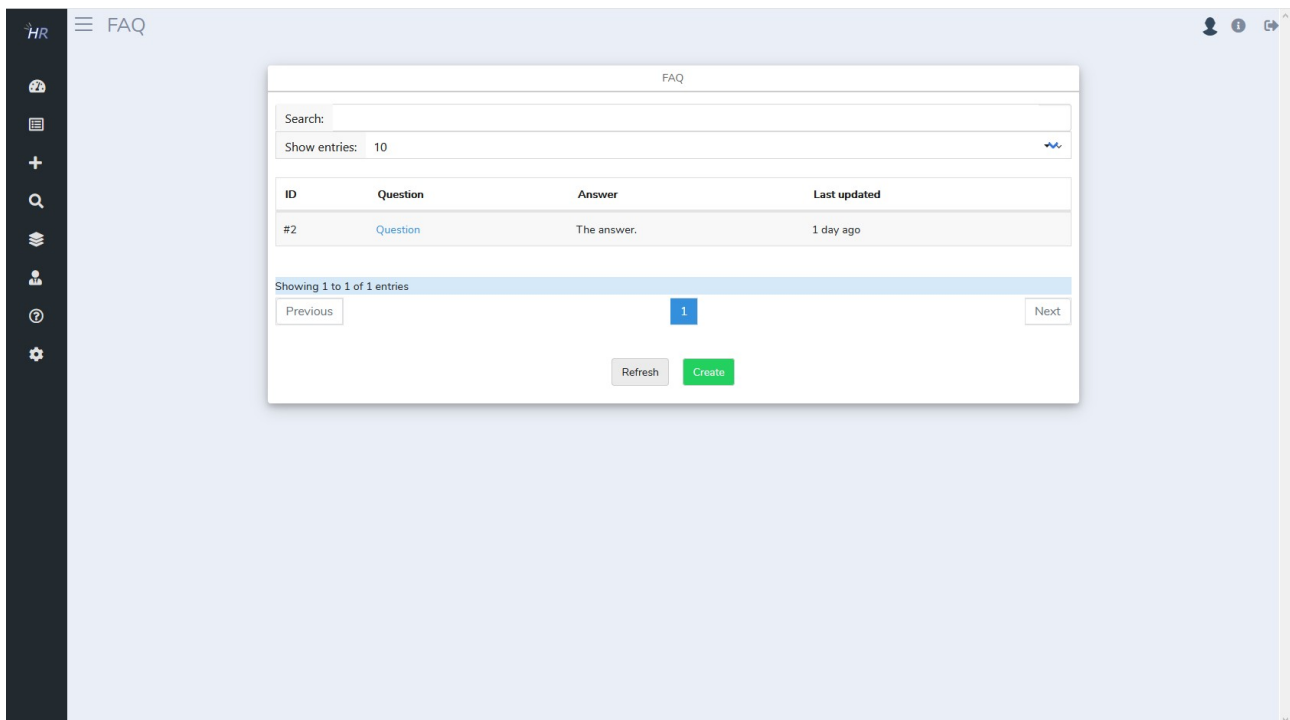 HR
FAQ
FAQ
Search:
Show entries: 10
ID Question Answer Last updated
#2 Question The answer. 1 day ago
Showing 1 to 1 of 1 entries
Previous 1 Next
Refresh Create